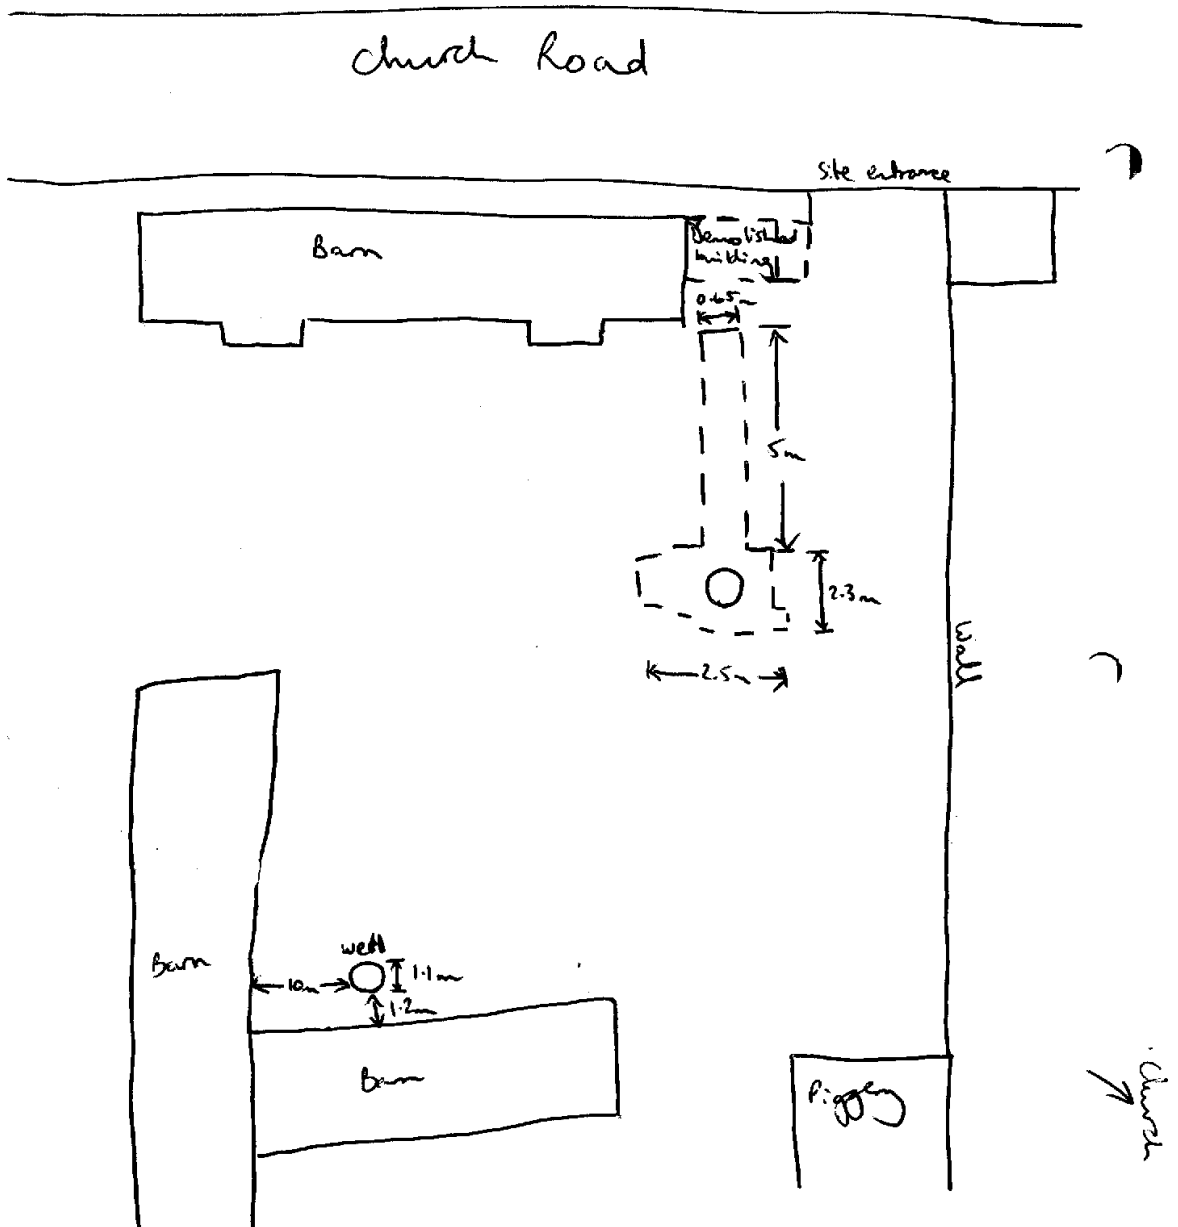 Church Road
Site entrance
Barn
Demolished
building
0.65m
5m
2.3m
2.5m
Wall
well
Barn
10m
1.1m
1.2m
Barn
Piggery
Church